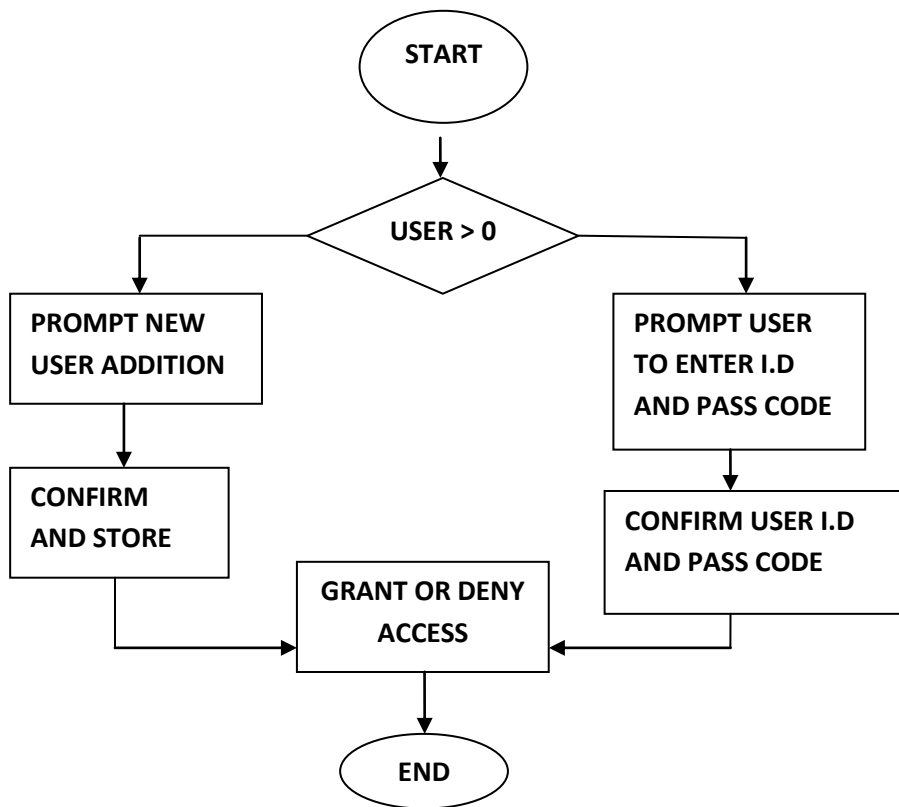 START
USER > 0
PROMPT NEW
USER ADDITION
PROMPT USER
TO ENTER I.D
AND PASS CODE
CONFIRM
AND STORE
CONFIRM USER I.D
AND PASS CODE
GRANT OR DENY
ACCESS
END